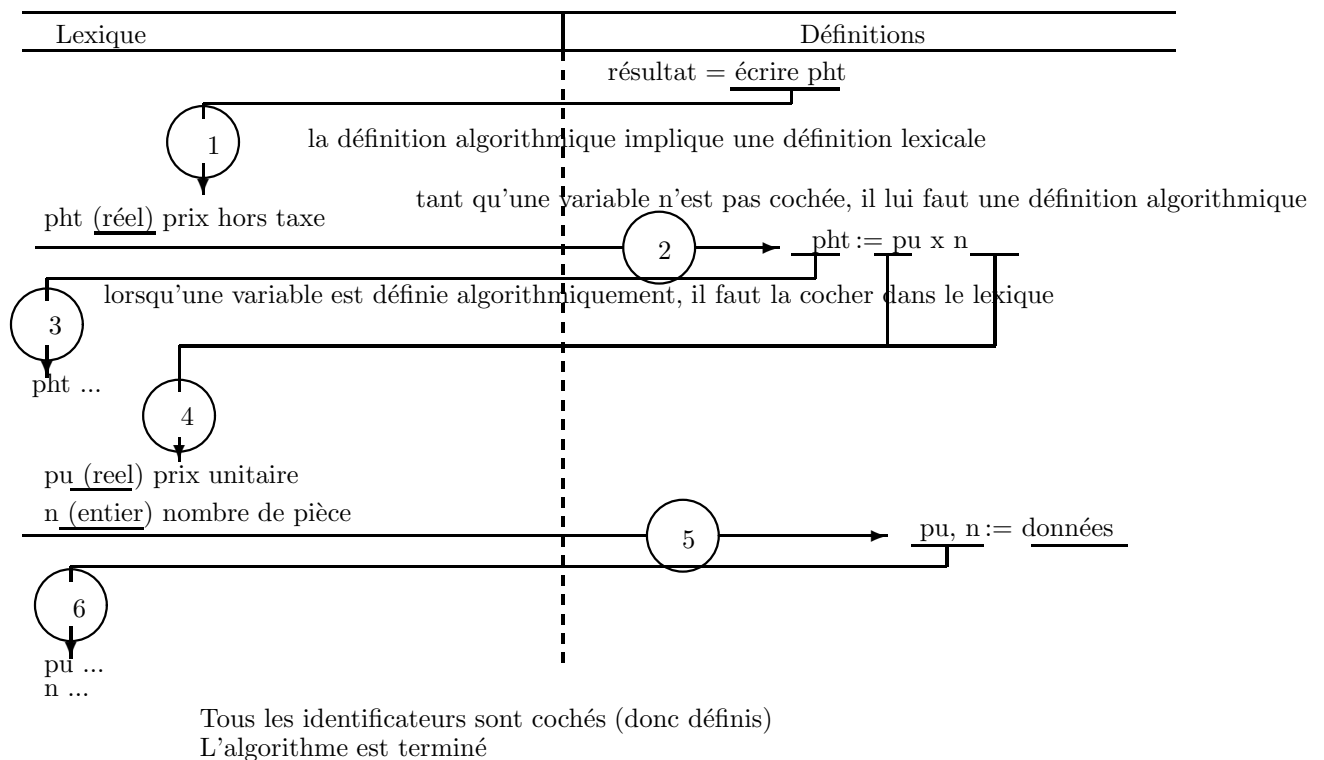 Lexique Définitions
résultat = écrire pht
1
la définition algorithmique implique une définition lexicale
tant qu'une variable n'est pas cochée, il lui faut une définition algorithmique
pht (réel) prix hors taxe
2
pht := pu x n
lorsqu'une variable est définie algorithmiquement, il faut la cocher dans le lexique
3
pht ...
4
pu (reel) prix unitaire
n (entier) nombre de pièce
5
pu, n := données
6
pu ...
n ...
Tous les identificateurs sont cochés (donc définis)
L'algorithme est terminé